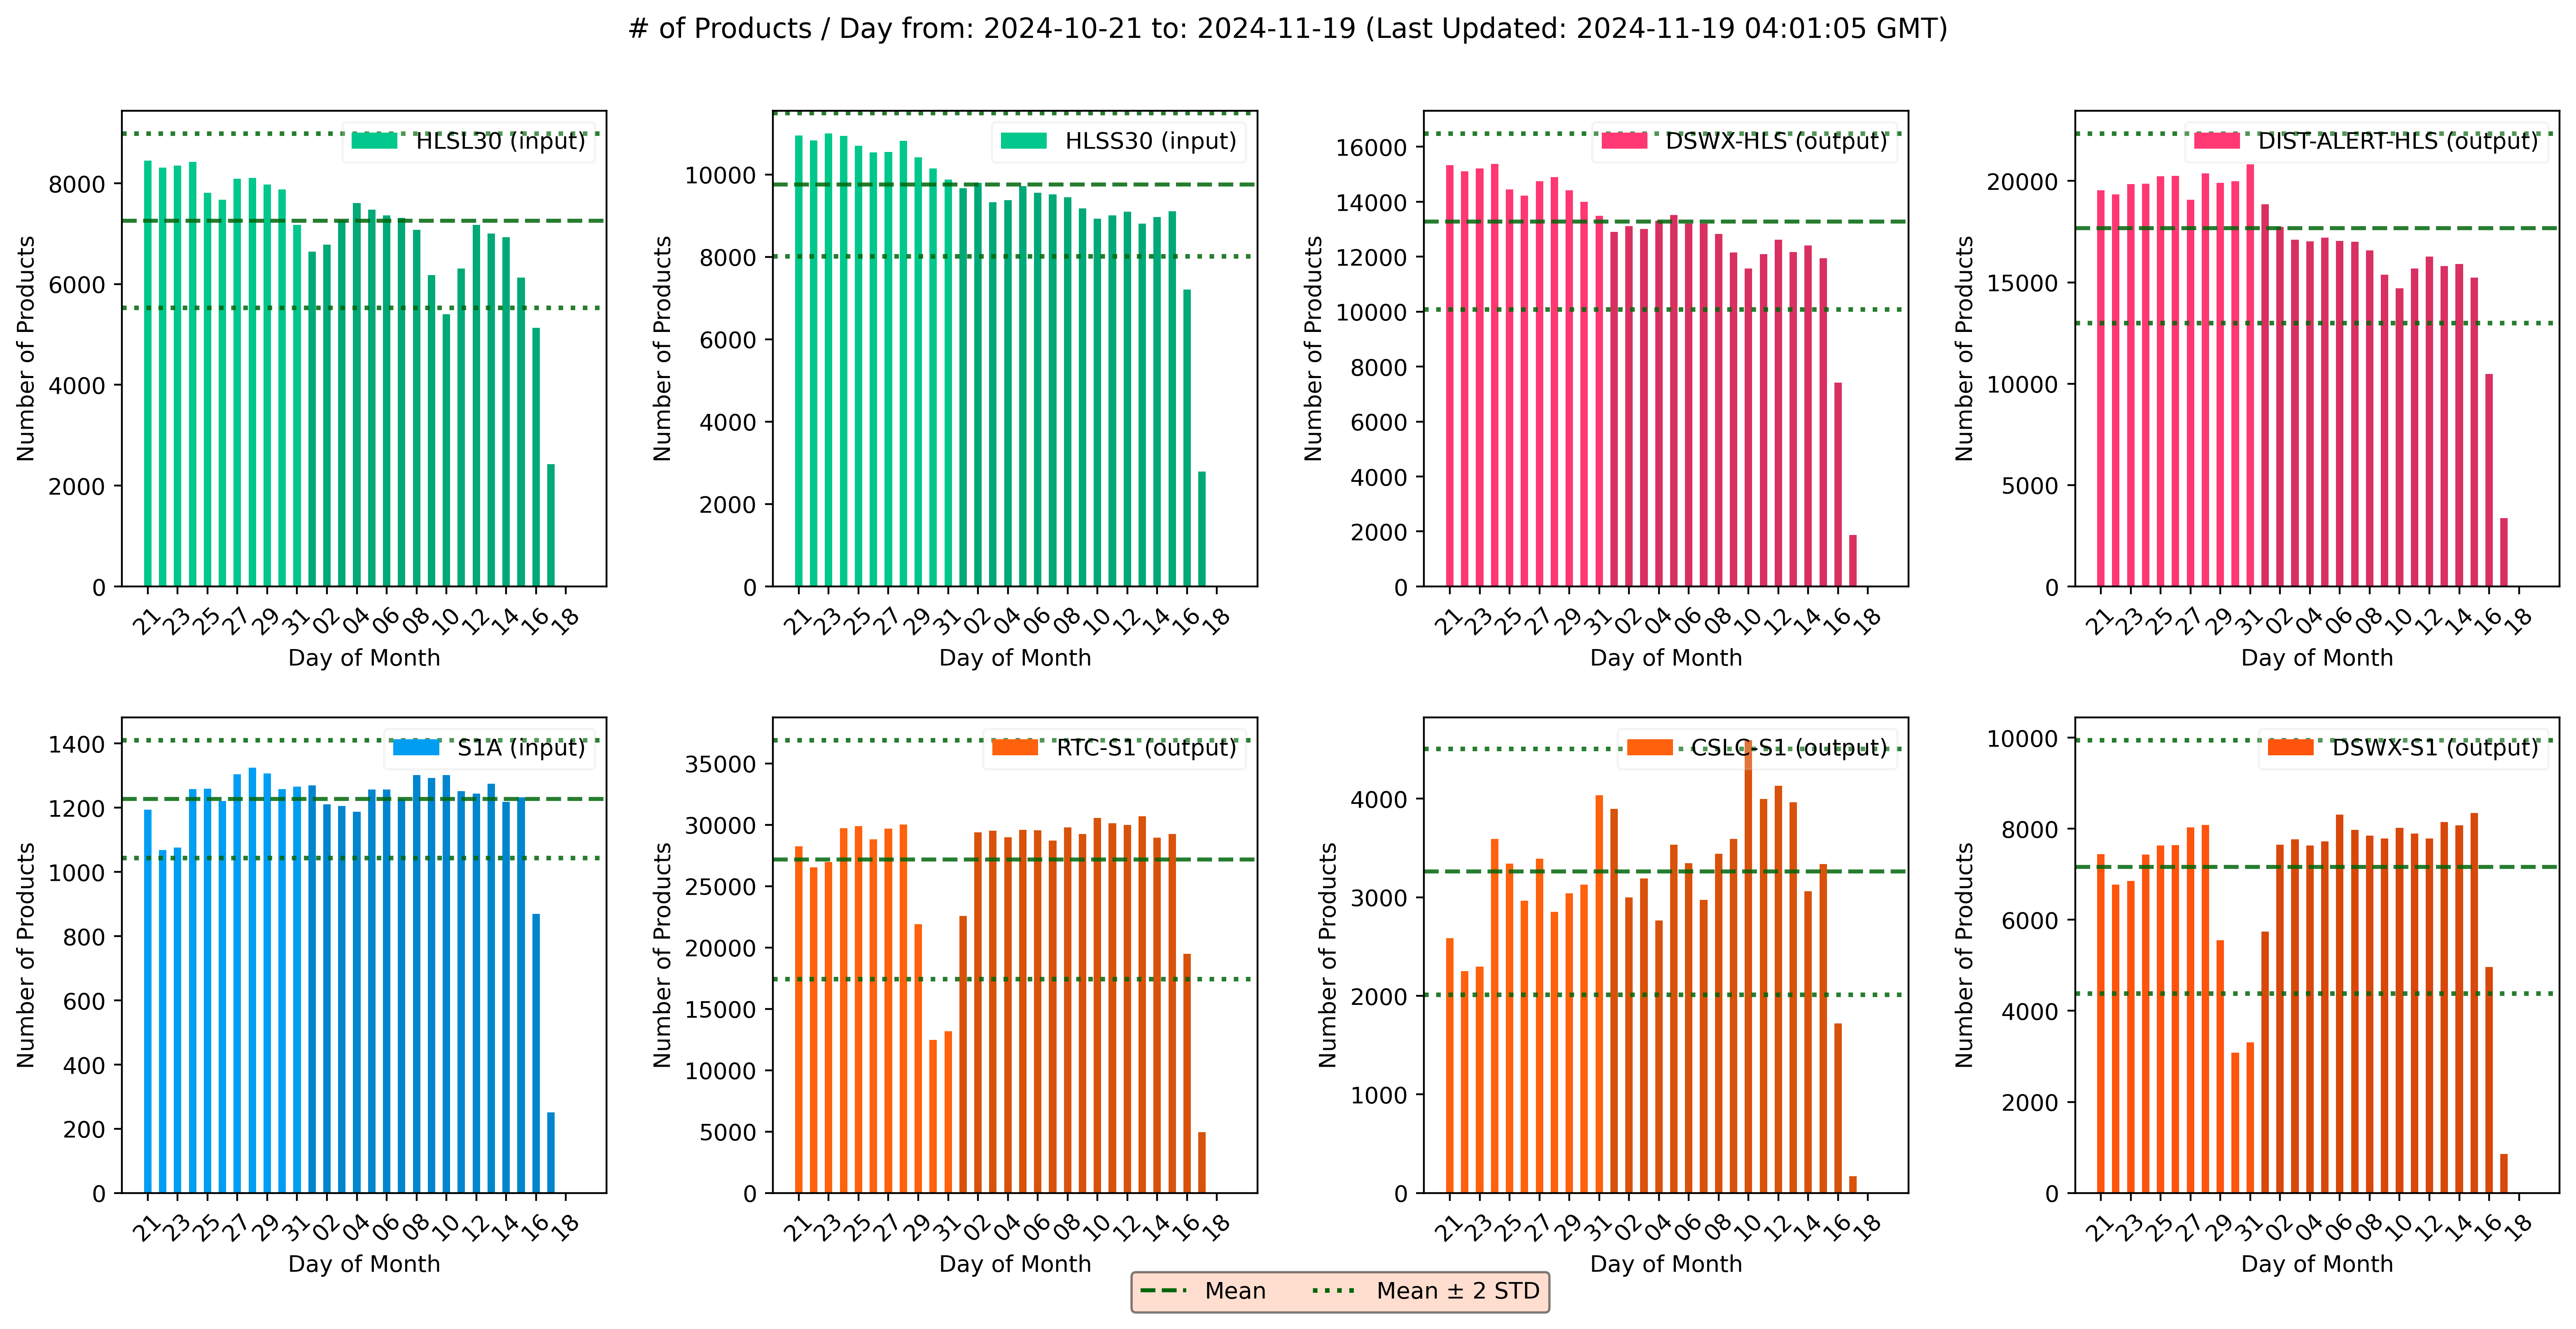 # of Products / Day from: 2024-10-21 to: 2024-11-19 (Last Updated: 2024-11-19 04:01:05 GMT)
HLSL30 (input)
Number of Products
8000
6000
4000
2000
0
21 23 25 27 29 31 02 04 06 08 10 12 14 16 18
Day of Month
HLSS30 (input)
Number of Products
10000
8000
6000
4000
2000
0
21 23 25 27 29 31 02 04 06 08 10 12 14 16 18
Day of Month
DSWX-HLS (output)
Number of Products
16000
14000
12000
10000
8000
6000
4000
2000
0
21 23 25 27 29 31 02 04 06 08 10 12 14 16 18
Day of Month
DIST-ALERT-HLS (output)
Number of Products
20000
15000
10000
5000
0
21 23 25 27 29 31 02 04 06 08 10 12 14 16 18
Day of Month
S1A (input)
Number of Products
1400
1200
1000
800
600
400
200
0
21 23 25 27 29 31 02 04 06 08 10 12 14 16 18
Day of Month
RTC-S1 (output)
Number of Products
35000
30000
25000
20000
15000
10000
5000
0
21 23 25 27 29 31 02 04 06 08 10 12 14 16 18
Day of Month
CSLC-S1 (output)
Number of Products
4000
3000
2000
1000
0
21 23 25 27 29 31 02 04 06 08 10 12 14 16 18
Day of Month
DSWX-S1 (output)
Number of Products
10000
8000
6000
4000
2000
0
21 23 25 27 29 31 02 04 06 08 10 12 14 16 18
Day of Month
Mean Mean ± 2 STD